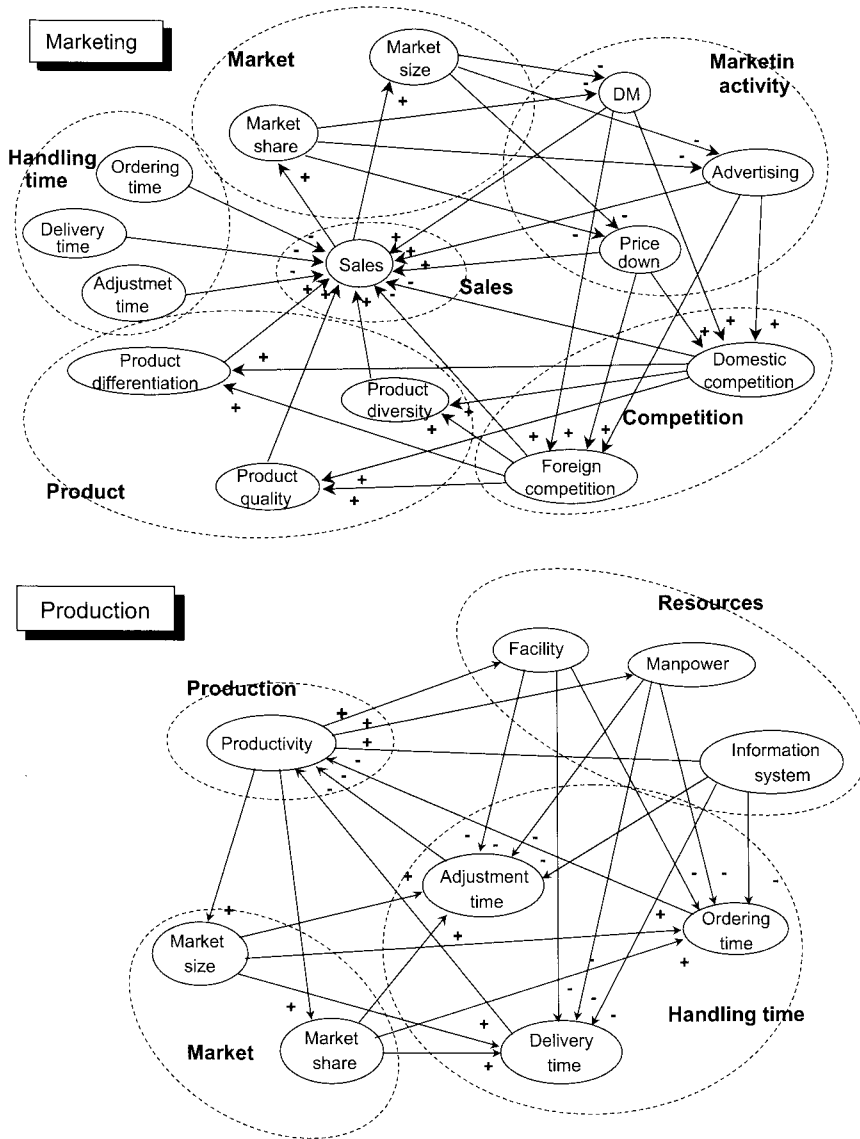 Marketing
Market
Market
size
DM
Marketin
activity
Market
share
Handling
time
Ordering
time
Advertising
Delivery
time
Sales
Price
down
Adjustmet
time
Sales
Product
differentiation
Product
diversity
Domestic
competition
Competition
Product
Product
quality
Foreign
competition
Production
Resources
Facility
Manpower
Production
Productivity
Information
system
Adjustment
time
Ordering
time
Market
size
Handling time
Market
Market
share
Delivery
time